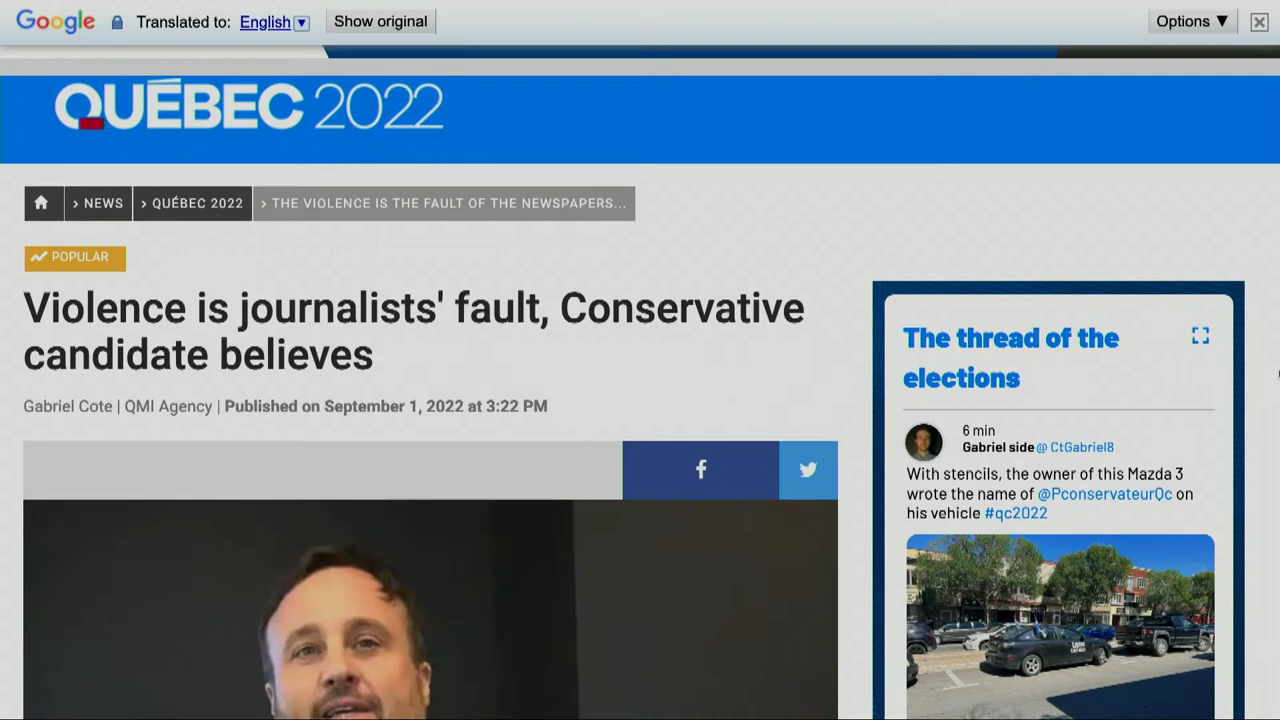 Google Translated to: English ▼ Show original Options ▼
QUÉBEC 2022
> NEWS > QUÉBEC 2022 > THE VIOLENCE IS THE FAULT OF THE NEWSPAPERS...
POPULAR
Violence is journalists' fault, Conservative
candidate believes
Gabriel Cote | QMI Agency | Published on September 1, 2022 at 3:22 PM
The thread of the
elections
6 min
Gabriel side @ CtGabriel8
With stencils, the owner of this Mazda 3
wrote the name of @PconservateurQc on
his vehicle #qc2022